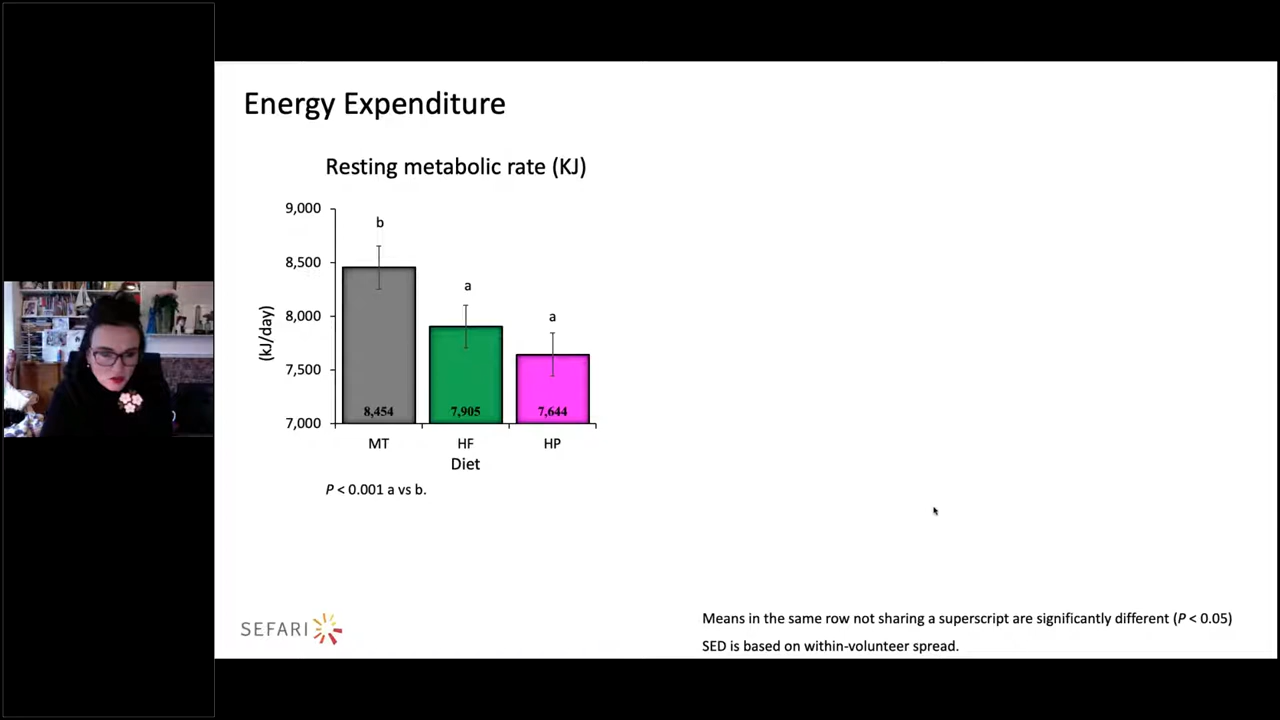 Energy Expenditure
Resting metabolic rate (KJ)
9,000
8,500
8,000
7,500
7,000
(kJ/day)
b
a
a
8,454
7,905
7,644
MT
HF
HP
Diet
P < 0.001 a vs b.
SEFARI
Means in the same row not sharing a superscript are significantly different (P < 0.05)
SED is based on within-volunteer spread.